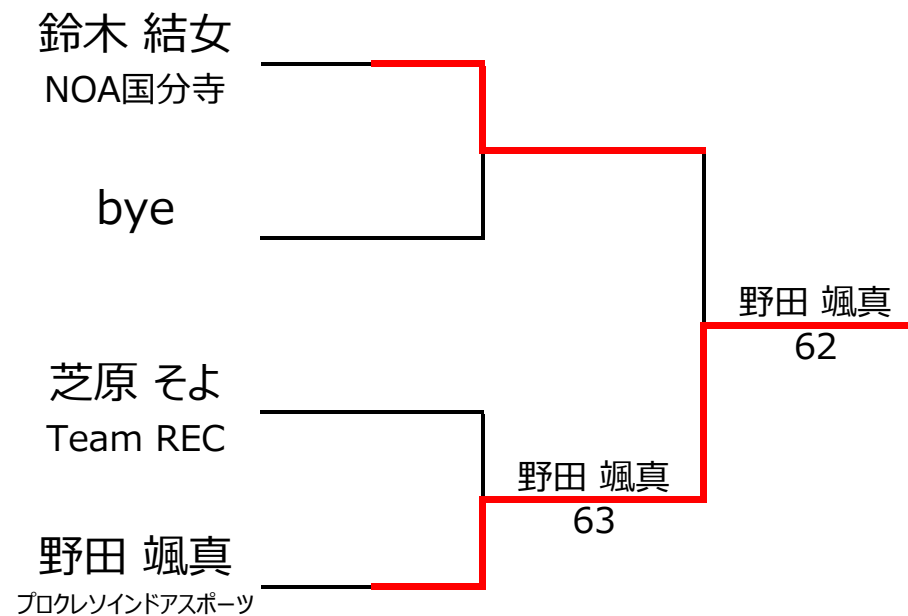 鈴木 結女
NOA国分寺
bye
野田 颯真
62
芝原 そよ
Team REC
野田 颯真
63
野田 颯真
プロクレソインドアスポーツ